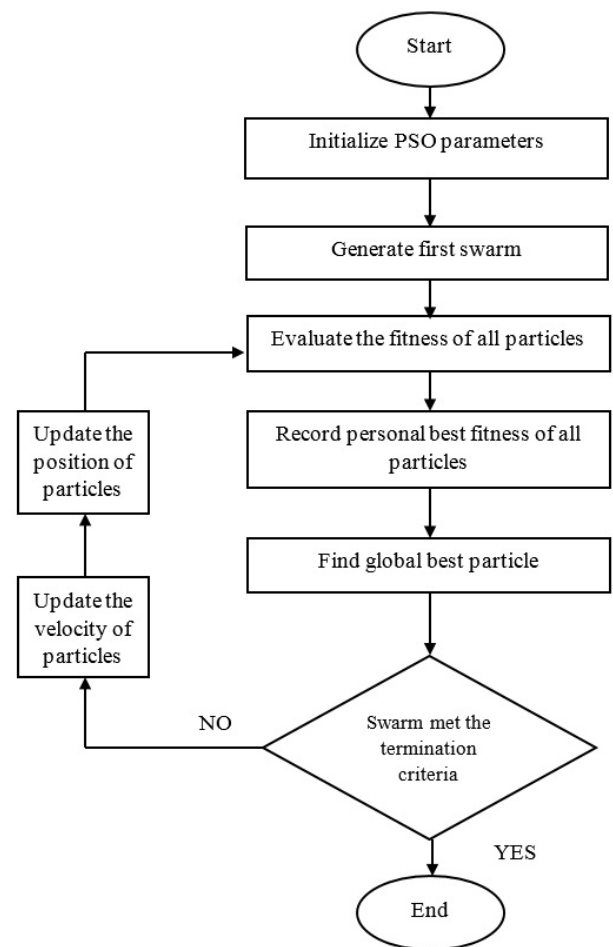 Start
Initialize PSO parameters
Generate first swarm
Evaluate the fitness of all particles
Record personal best fitness of all
particles
Find global best particle
Swarm met the
termination
criteria
NO
Update the
velocity of
particles
Update the
position of
particles
YES
End